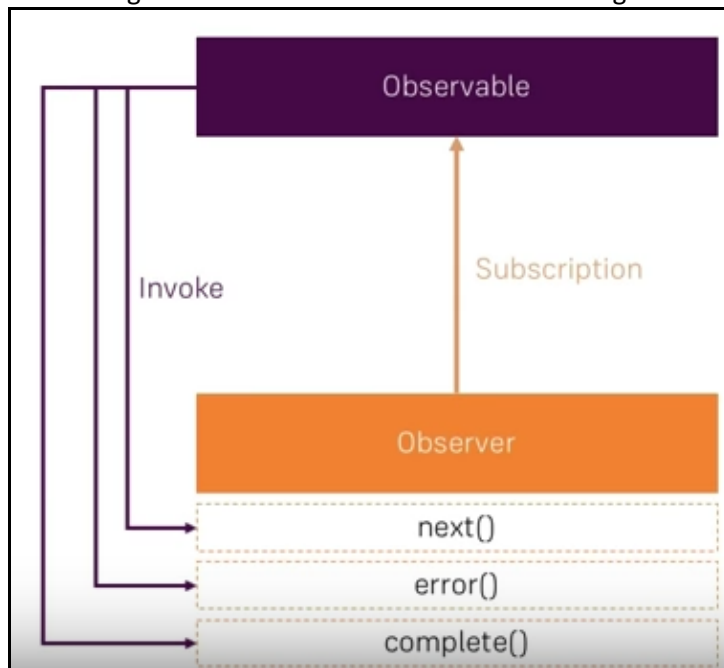 Observable
Subscription
Invoke
Observer
next()
error()
complete()